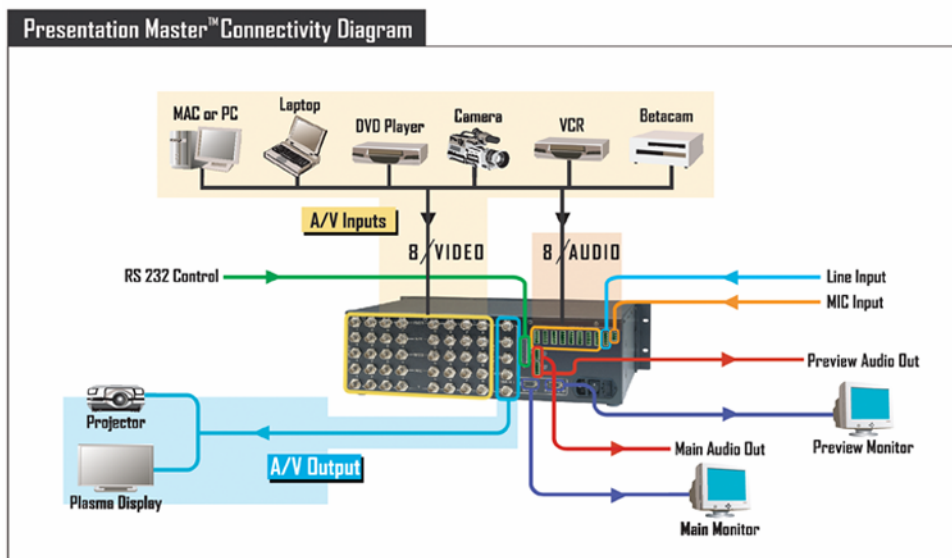 Presentation Master™ Connectivity Diagram
MAC or PC
Laptop
DVD Player
Camera
VCR
Betacam
A/V Inputs
8/VIDEO
8/AUDIO
RS 232 Control
Line Input
MIC Input
Preview Audio Out
Projector
Preview Monitor
A/V Output
Main Audio Out
Plasma Display
Main Monitor